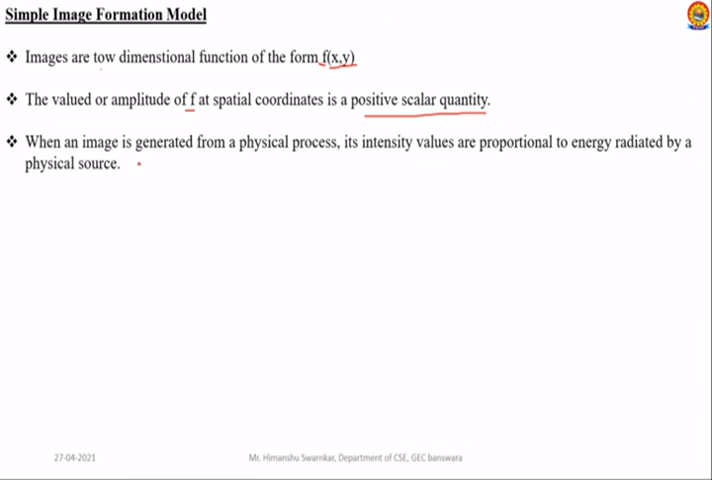 Simple Image Formation Model
❖ Images are tow dimenstional function of the form f(x,y)
❖ The valued or amplitude of f at spatial coordinates is a positive scalar quantity.
❖ When an image is generated from a physical process, its intensity values are proportional to energy radiated by a
physical source.
27-04-2021
Mr. Himanshu Swarnkar, Department of CSE, GEC banswara